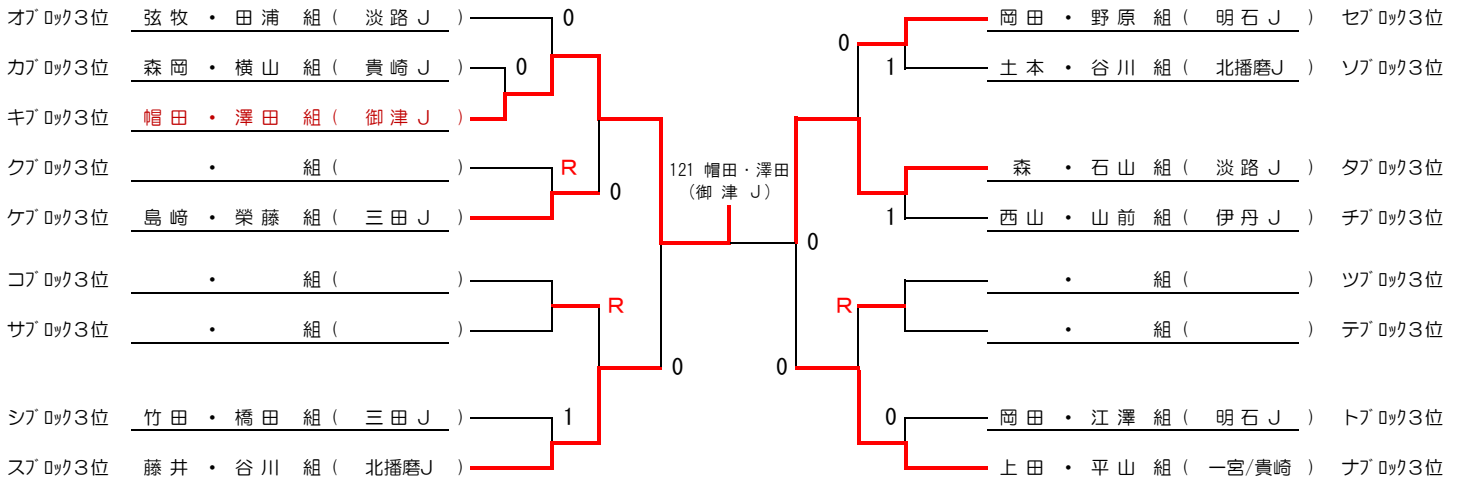 オブロック3位 弦牧 ・ 田浦 組( 淡路J ) 0
カブロック3位 森岡 ・ 横山 組( 貴崎J ) 0
キブロック3位 帽田 ・ 澤田 組( 御津J )
クブロック3位 ・ 組( ) R
0
ケブロック3位 島﨑 ・ 榮藤 組( 三田J )
コブロック3位 ・ 組( )
R
サブロック3位 ・ 組( )
0
シブロック3位 竹田 ・ 橋田 組( 三田J ) 1
スブロック3位 藤井 ・ 谷川 組( 北播磨J )
121 帽田・澤田
(御津 J)
0
岡田 ・ 野原 組( 明石J ) セブロック3位
0
1 土本 ・ 谷川 組( 北播磨J ) ソブロック3位
森 ・ 石山 組( 淡路J ) タブロック3位
1 西山 ・ 山前 組( 伊丹J ) チブロック3位
・ 組( ) ツブロック3位
R
・ 組( ) テブロック3位
0
0 岡田 ・ 江澤 組( 明石J ) トブロック3位
上田 ・ 平山 組( 一宮/貴崎 ) ナブロック3位